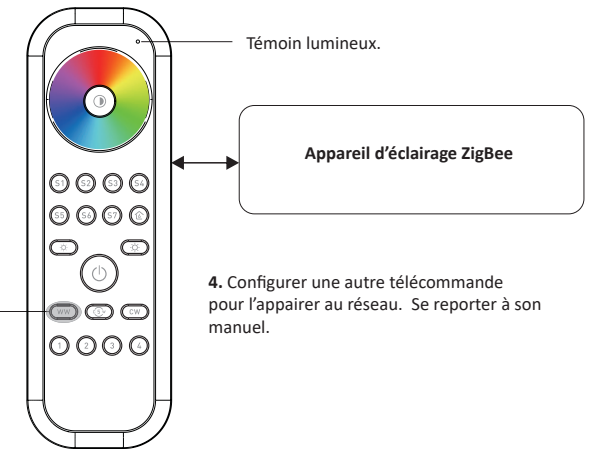 Témoin lumineux.
Appareil d’éclairage ZigBee
S1 S2 S3 S4
S5 S6 S7
4. Configurer une autre télécommande
pour l’appairer au réseau. Se reporter à son
manuel.
WW CW
1 2 3 4